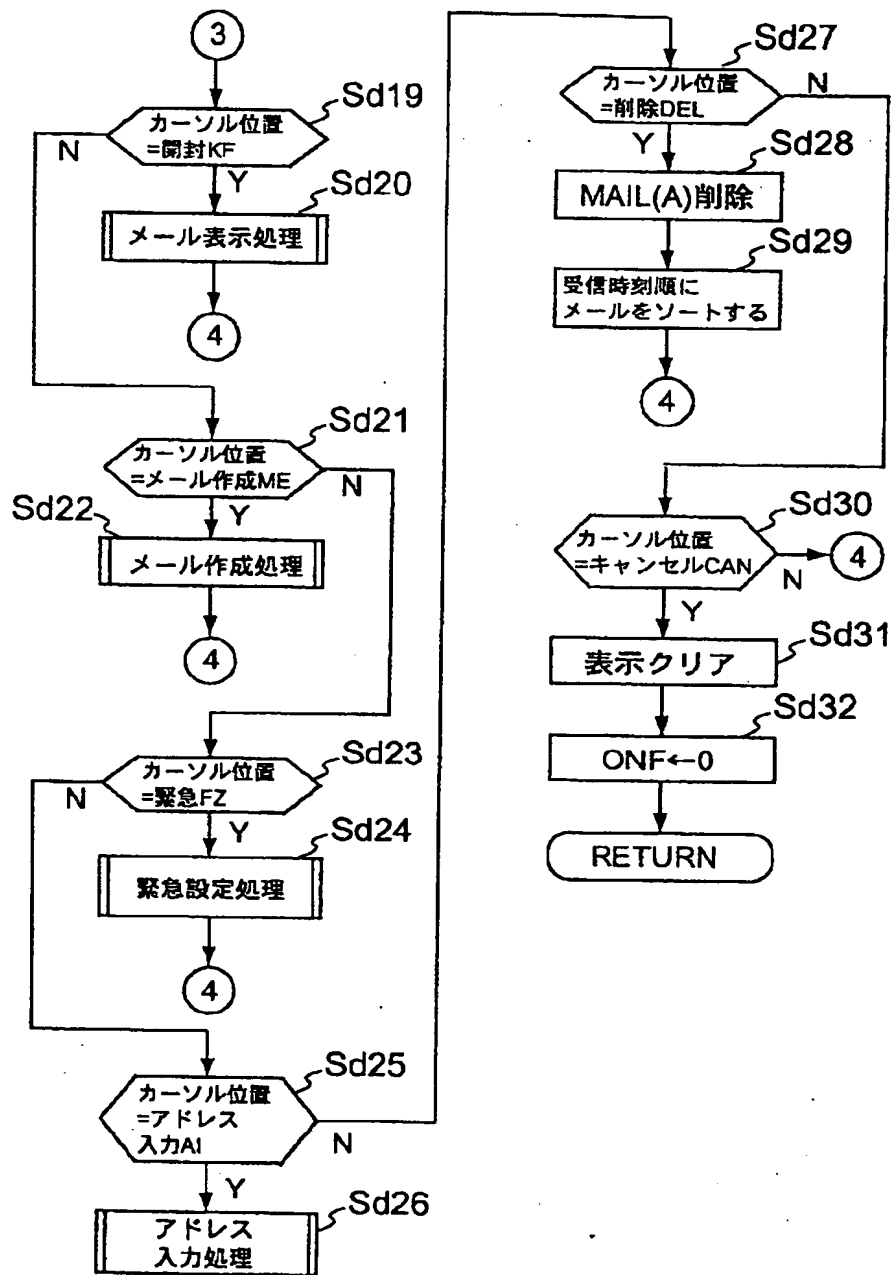 3
Sd19
カーソル位置
=開封KF
N
Y
Sd20
メール表示処理
4
Sd21
カーソル位置
=メール作成ME
N
Y
Sd22
メール作成処理
4
Sd23
カーソル位置
=緊急FZ
N
Y
Sd24
緊急設定処理
4
Sd25
カーソル位置
=アドレス
入力AI
N
Y
Sd26
アドレス
入力処理
Sd27
カーソル位置
=削除DEL
N
Y
Sd28
MAIL(A)削除
Sd29
受信時刻順に
メールをソートする
4
Sd30
カーソル位置
=キャンセルCAN
N
4
Y
Sd31
表示クリア
Sd32
ONF←0
RETURN